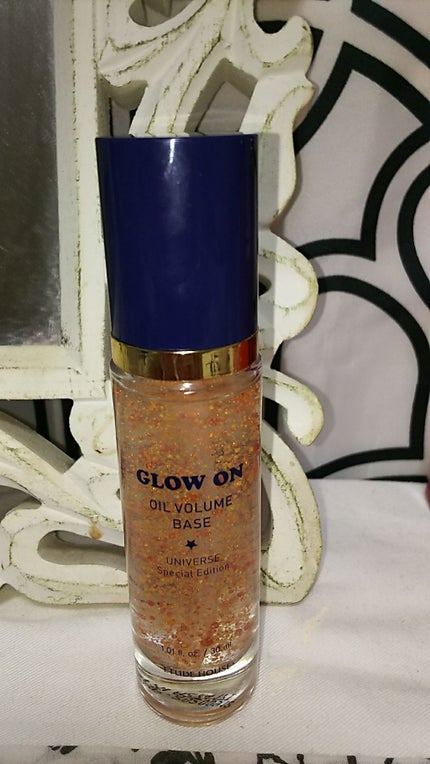 GLOW ON
OIL VOLUME
BASE
UNIVERSE
Special Edition
1.01 fl. oz. / 30 ml
ETUDE HOUSE